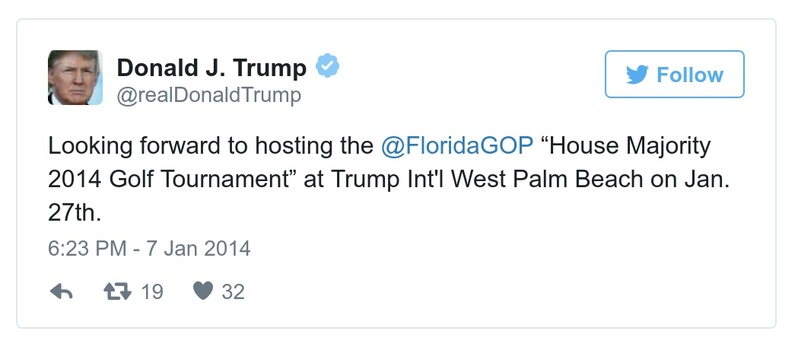 Donald J. Trump
@realDonaldTrump
Follow
Looking forward to hosting the @FloridaGOP “House Majority
2014 Golf Tournament” at Trump Int'l West Palm Beach on Jan.
27th.
6:23 PM - 7 Jan 2014
19 32